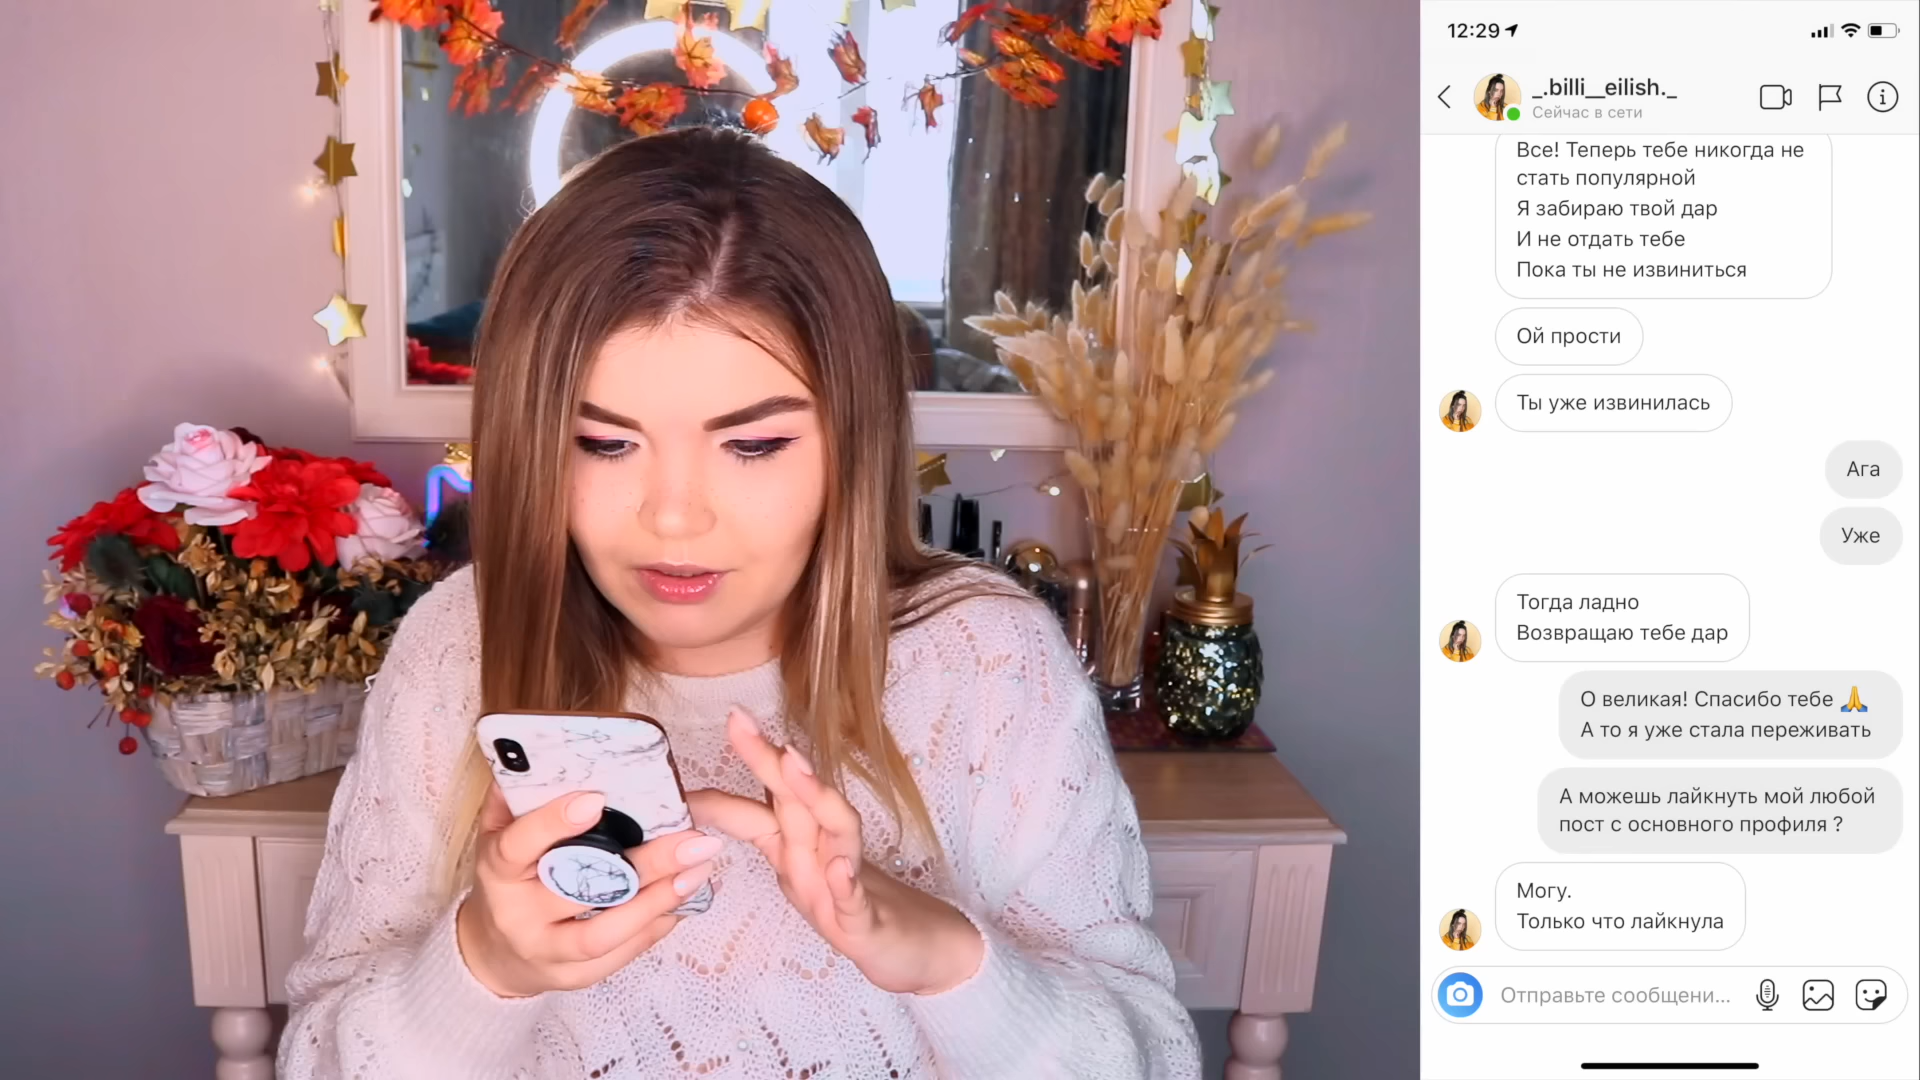 12:29
_.billi__eilish._
Сейчас в сети
Все! Теперь тебе никогда не
стать популярной
Я забираю твой дар
И не отдать тебе
Пока ты не извиниться
Ой прости
Ты уже извинилась
Ага
Уже
Тогда ладно
Возвращаю тебе дар
О великая! Спасибо тебе 🙏
А то я уже стала переживать
А можешь лайкнуть мой любой
пост с основного профиля ?
Могу.
Только что лайкнула
Отправьте сообщени...